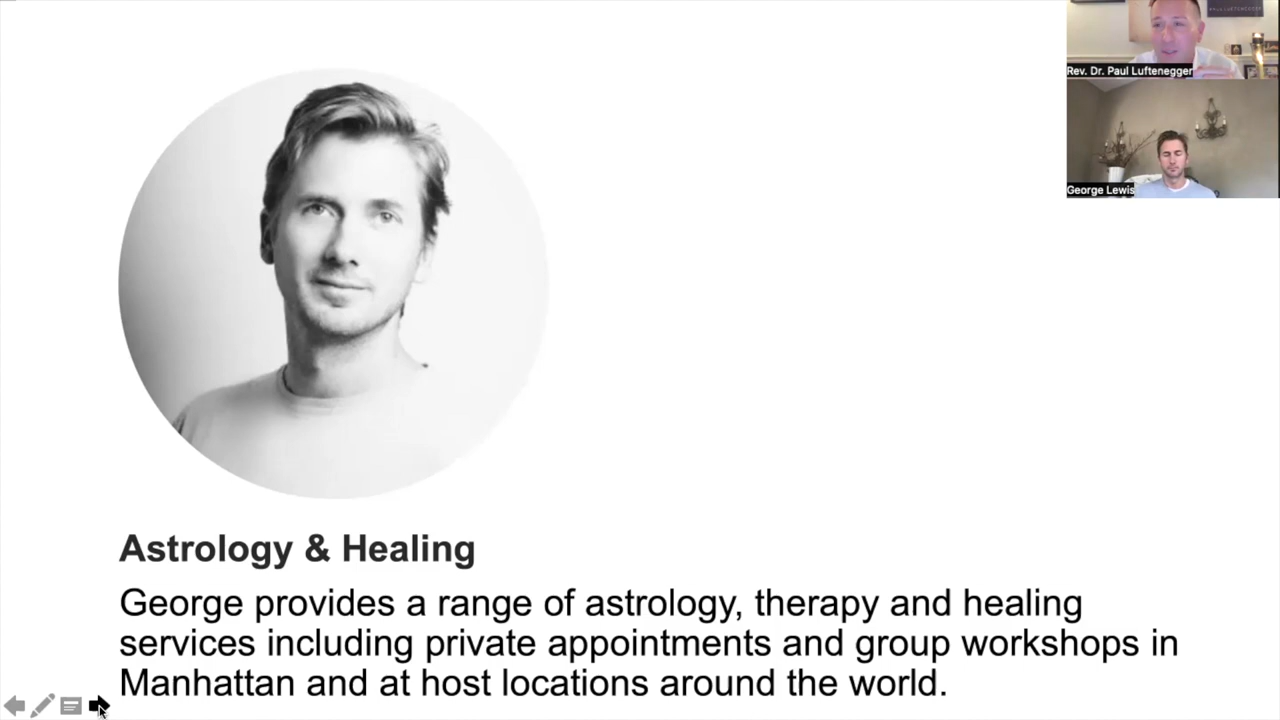 Rev. Dr. Paul Luftenegger
George Lewis
Astrology & Healing
George provides a range of astrology, therapy and healing
services including private appointments and group workshops in
Manhattan and at host locations around the world.